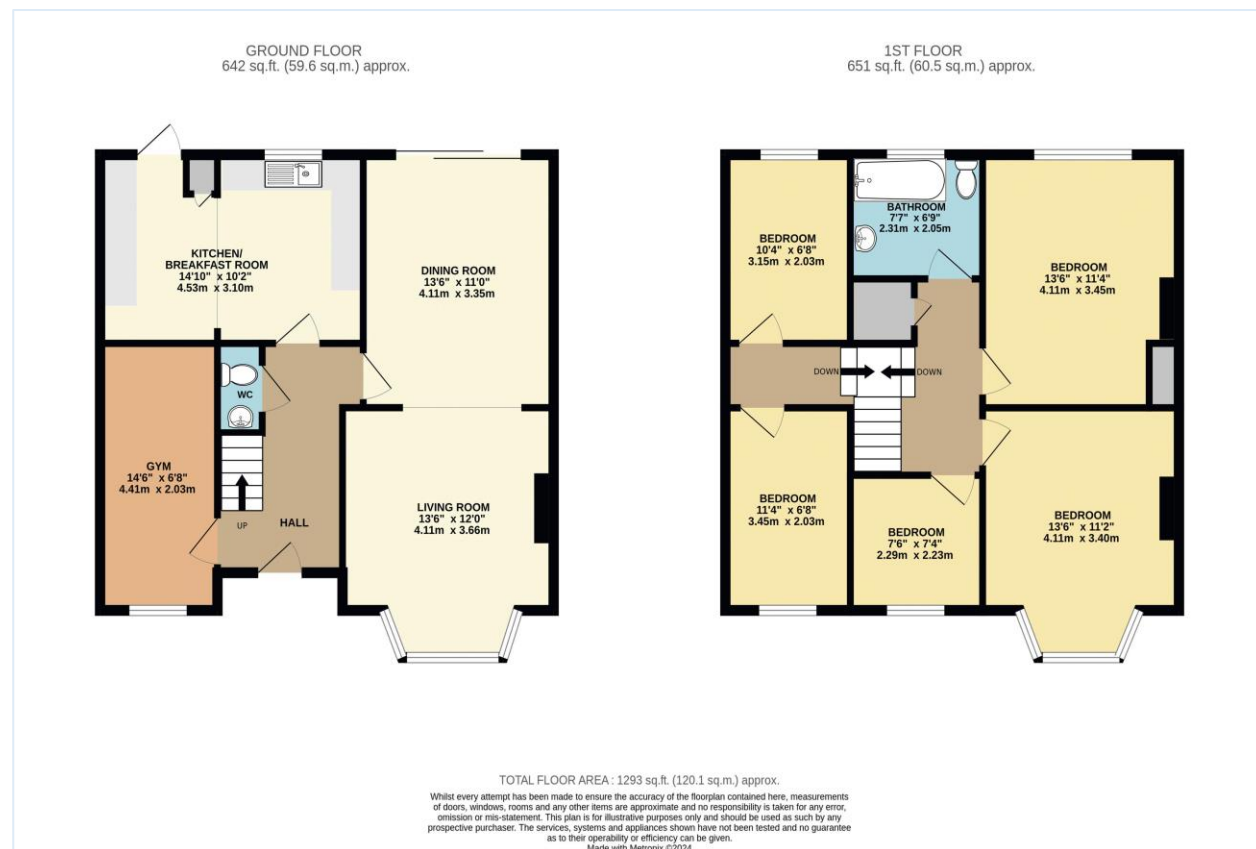 GROUND FLOOR
642 sq.ft. (59.6 sq.m.) approx.
KITCHEN/
BREAKFAST ROOM
14'10" x 10'2"
4.53m x 3.10m
DINING ROOM
13'6" x 11'0"
4.11m x 3.35m
WC
GYM
14'6" x 6'8"
4.41m x 2.03m
UP
HALL
LIVING ROOM
13'6" x 12'0"
4.11m x 3.66m
1ST FLOOR
651 sq.ft. (60.5 sq.m.) approx.
BEDROOM
10'4" x 6'8"
3.15m x 2.03m
BATHROOM
7'7" x 6'9"
2.31m x 2.05m
BEDROOM
13'6" x 11'4"
4.11m x 3.45m
DOWN
DOWN
BEDROOM
11'4" x 6'8"
3.45m x 2.03m
BEDROOM
7'6" x 7'4"
2.29m x 2.23m
BEDROOM
13'6" x 11'2"
4.11m x 3.40m
TOTAL FLOOR AREA : 1293 sq.ft. (120.1 sq.m.) approx.
Whilst every attempt has been made to ensure the accuracy of the floorplan contained here, measurements
of doors, windows, rooms and any other items are approximate and no responsibility is taken for any error,
omission or mis-statement. This plan is for illustrative purposes only and should be used as such by any
prospective purchaser. The services, systems and appliances shown have not been tested and no guarantee
as to their operability or efficiency can be given.
Made with Metropix ©2024